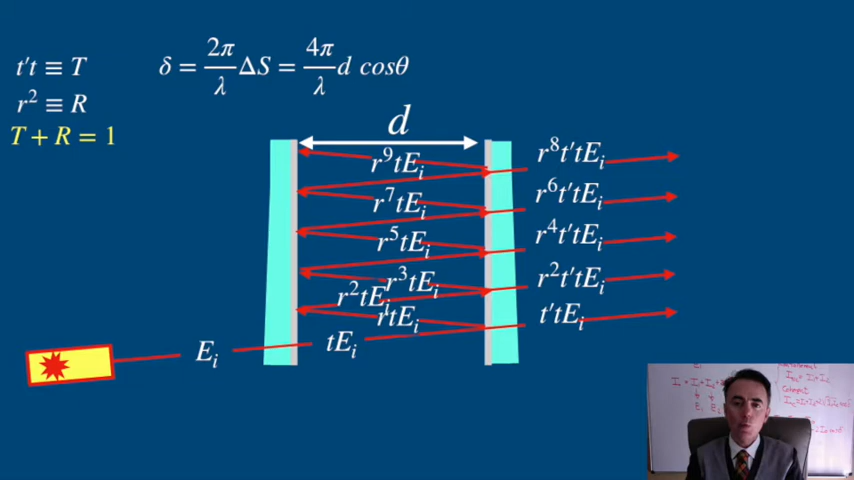 t't ≡ T
r² ≡ R
T + R = 1
δ = 2π/λ ΔS = 4π/λ d cosθ
d
r⁹tEᵢ
r⁸t'tEᵢ
r⁷tEᵢ
r⁶t'tEᵢ
r⁵tEᵢ
r⁴t'tEᵢ
r³tEᵢ
r²t'tEᵢ
r²tEᵢ
rtEᵢ
t'tEᵢ
Eᵢ
tEᵢ